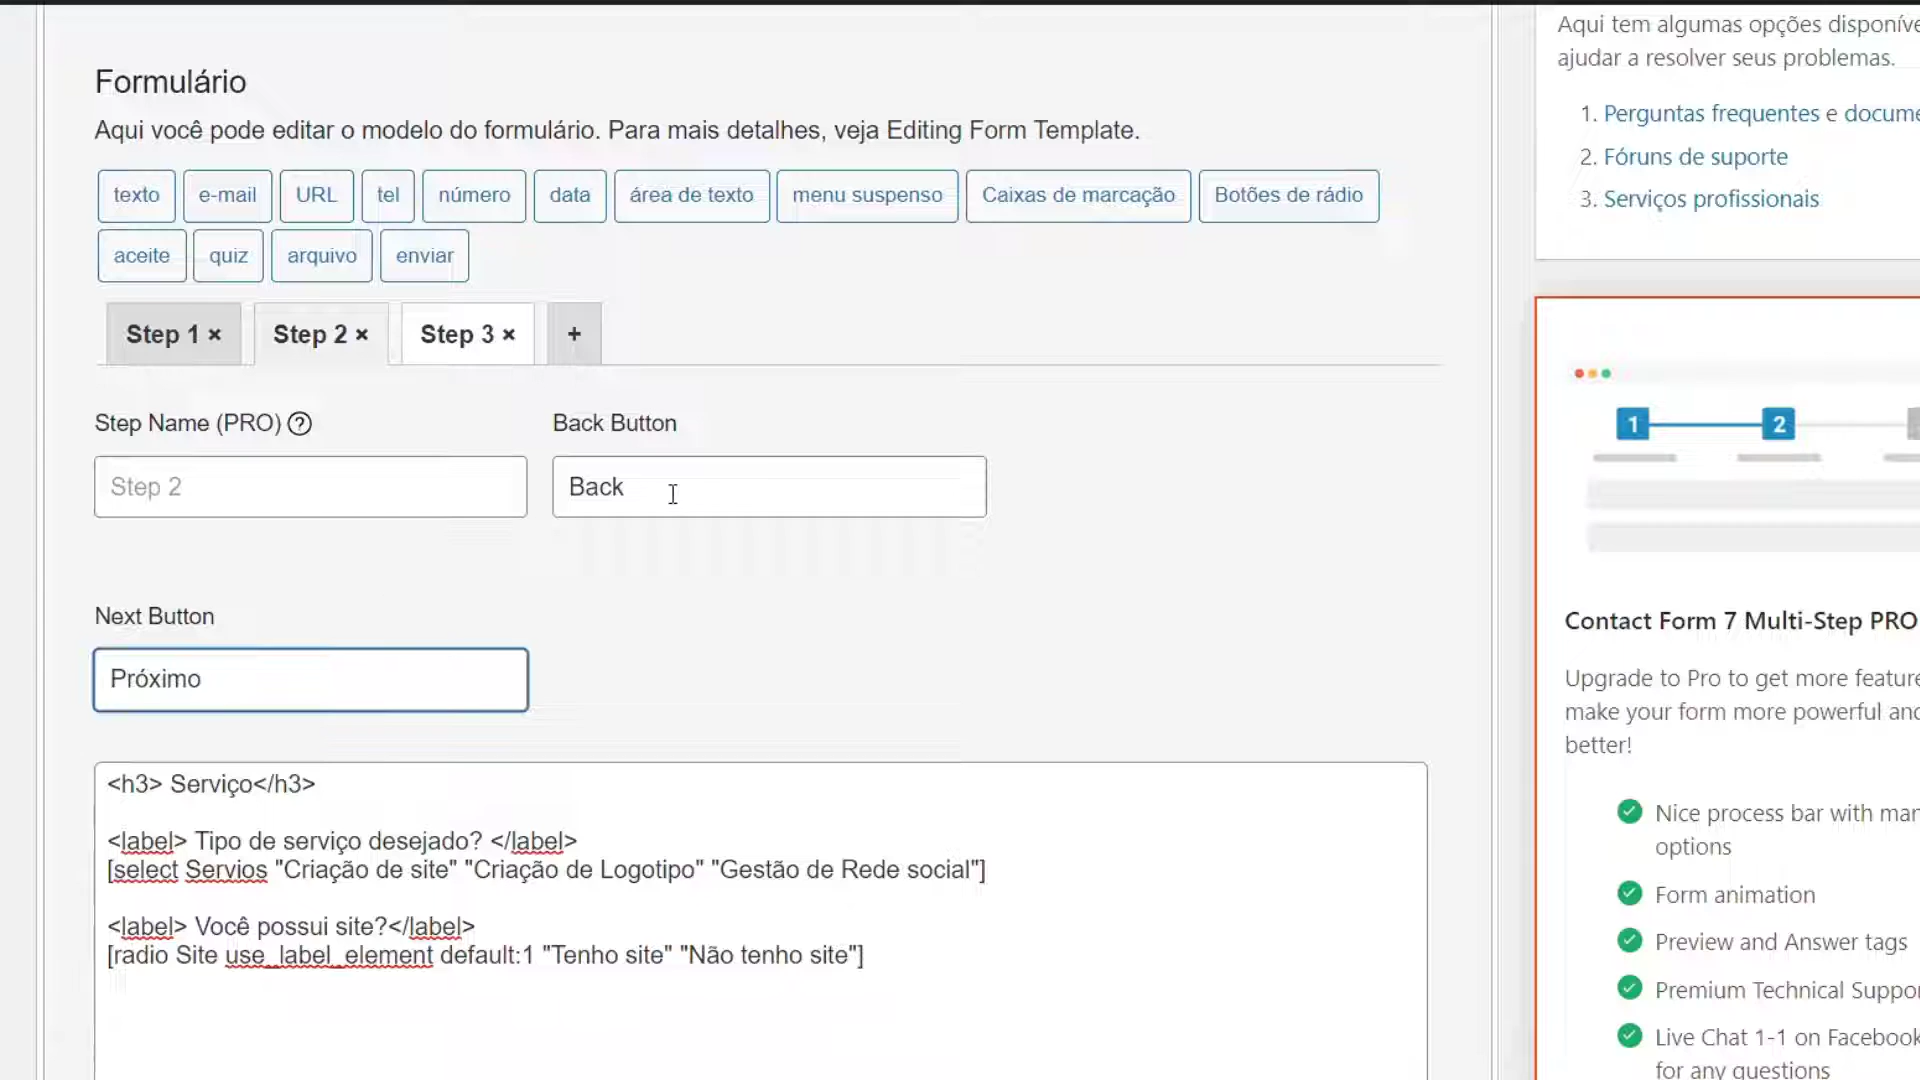 Formulário
Aqui você pode editar o modelo do formulário. Para mais detalhes, veja Editing Form Template.
texto e-mail URL tel número data área de texto menu suspenso Caixas de marcação Botões de rádio
aceite quiz arquivo enviar
Step 1 × Step 2 × Step 3 × +
Step Name (PRO) ? Back Button
Step 2 Back
Next Button
Próximo
<h3> Serviço</h3>
<label> Tipo de serviço desejado? </label>
[select Servios "Criação de site" "Criação de Logotipo" "Gestão de Rede social"]
<label> Você possui site?</label>
[radio Site use_label_element default:1 "Tenho site" "Não tenho site"]
Aqui tem algumas opções
ajudar a resolver seus problemas.
1. Perguntas frequentes e
2. Fóruns de suporte
3. Serviços profissionais
1 2
Contact Form 7 Multi-Step PRO
Upgrade to Pro to get more
make your form more powerful
better!
Nice process bar with
options
Form animation
Preview and Answer tags
Premium Technical
Live Chat 1-1 on Facebook
for any questions